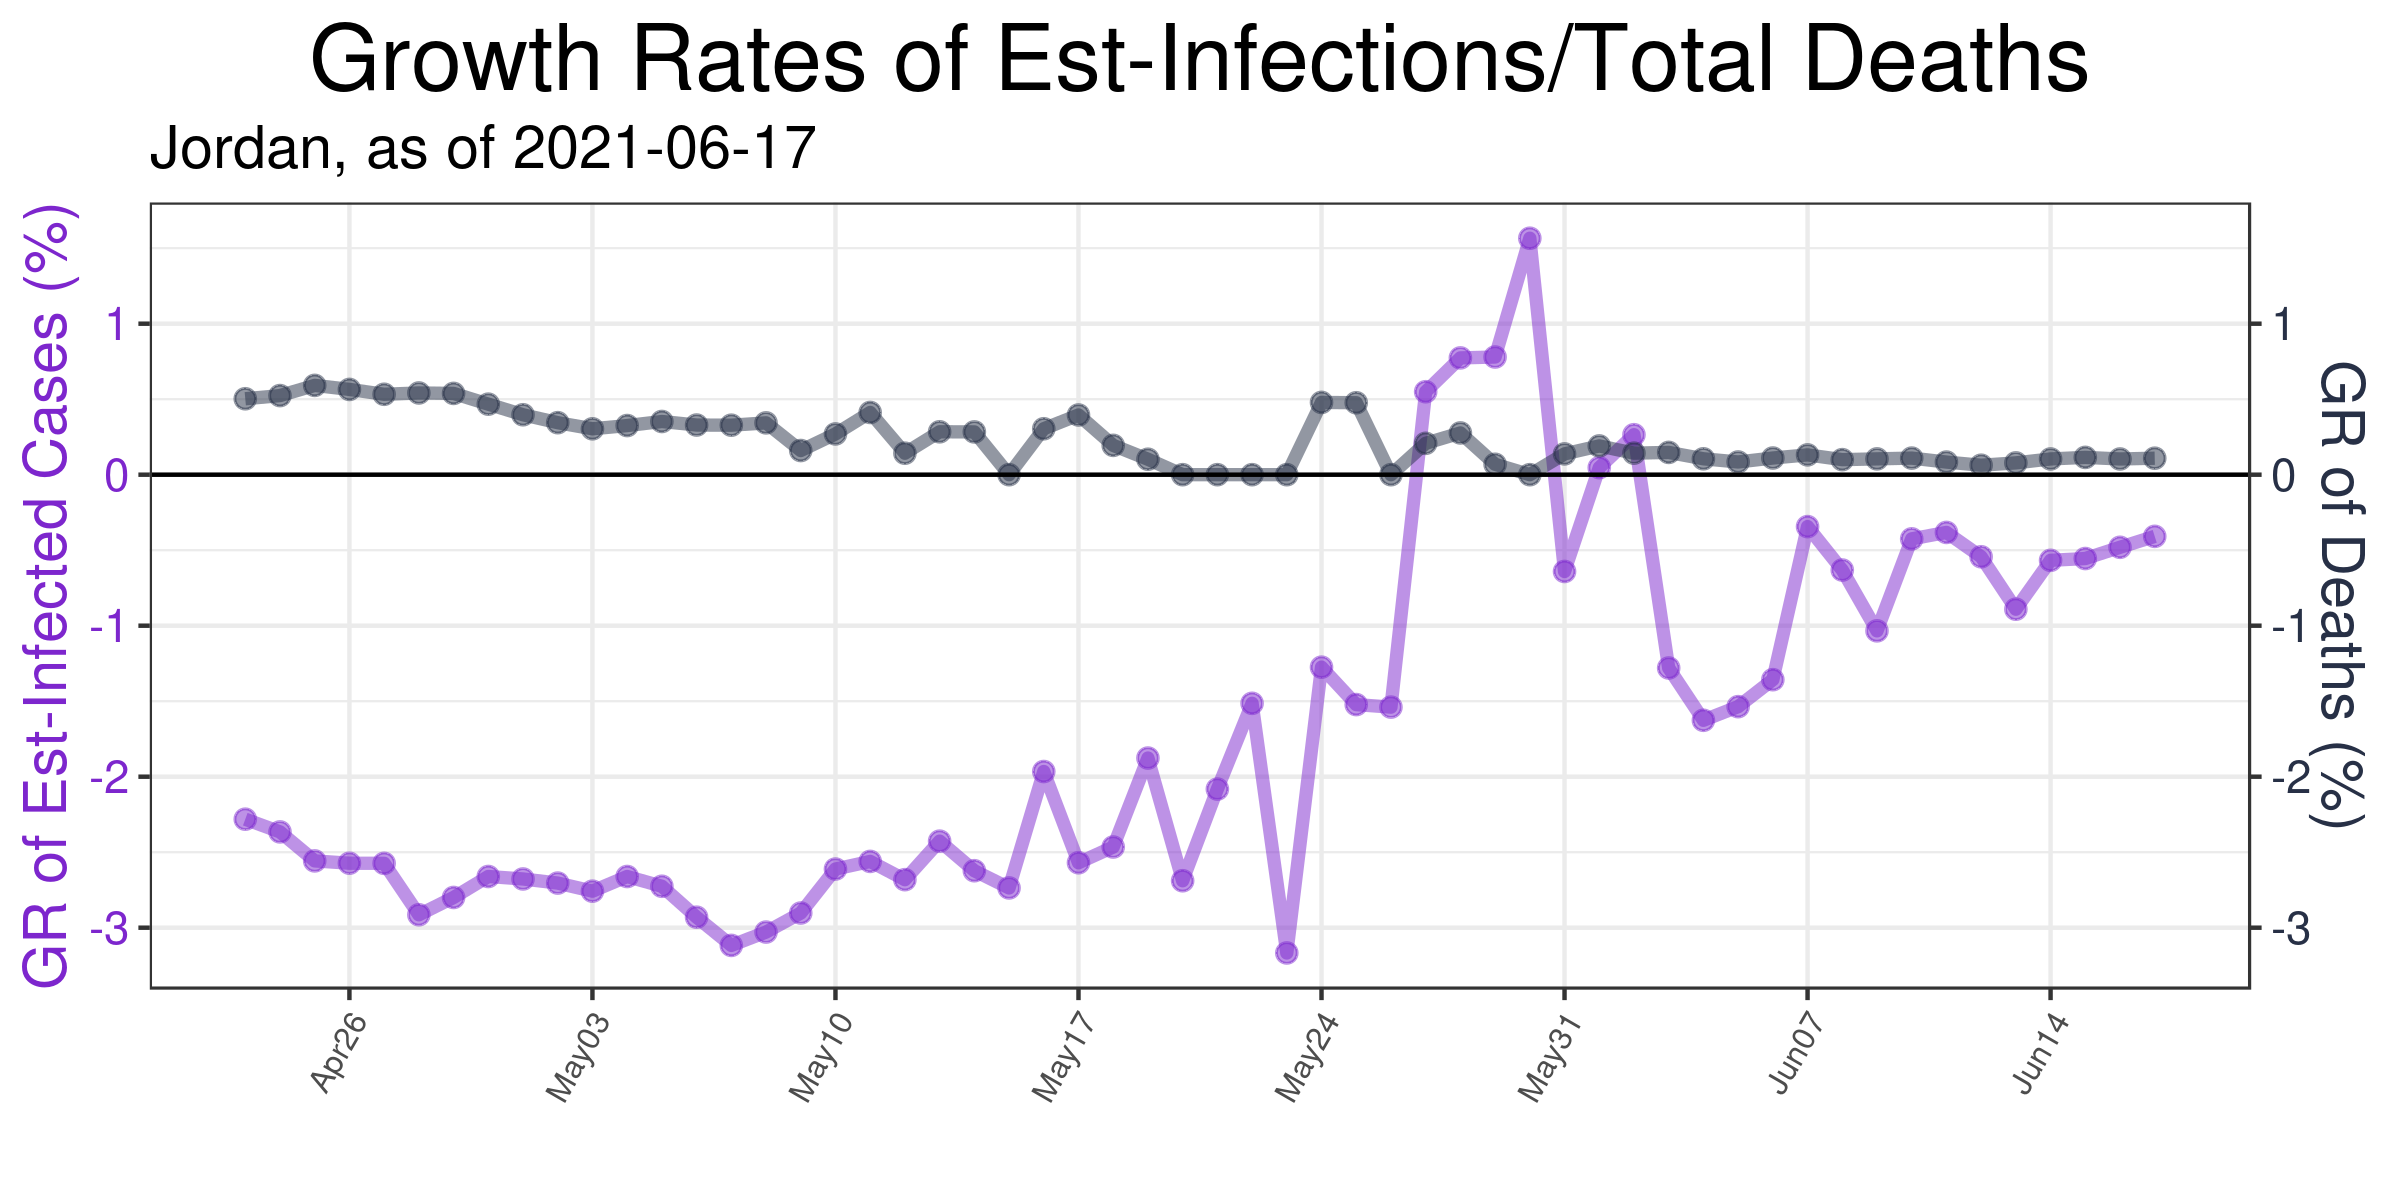 Growth Rates of Est-Infections/Total Deaths
Jordan, as of 2021-06-17
GR of Est-Infected Cases (%)
1
0
-1
-2
-3
1
0
-1
-2
-3
GR of Deaths (%)
Apr26
May03
May10
May17
May24
May31
Jun07
Jun14